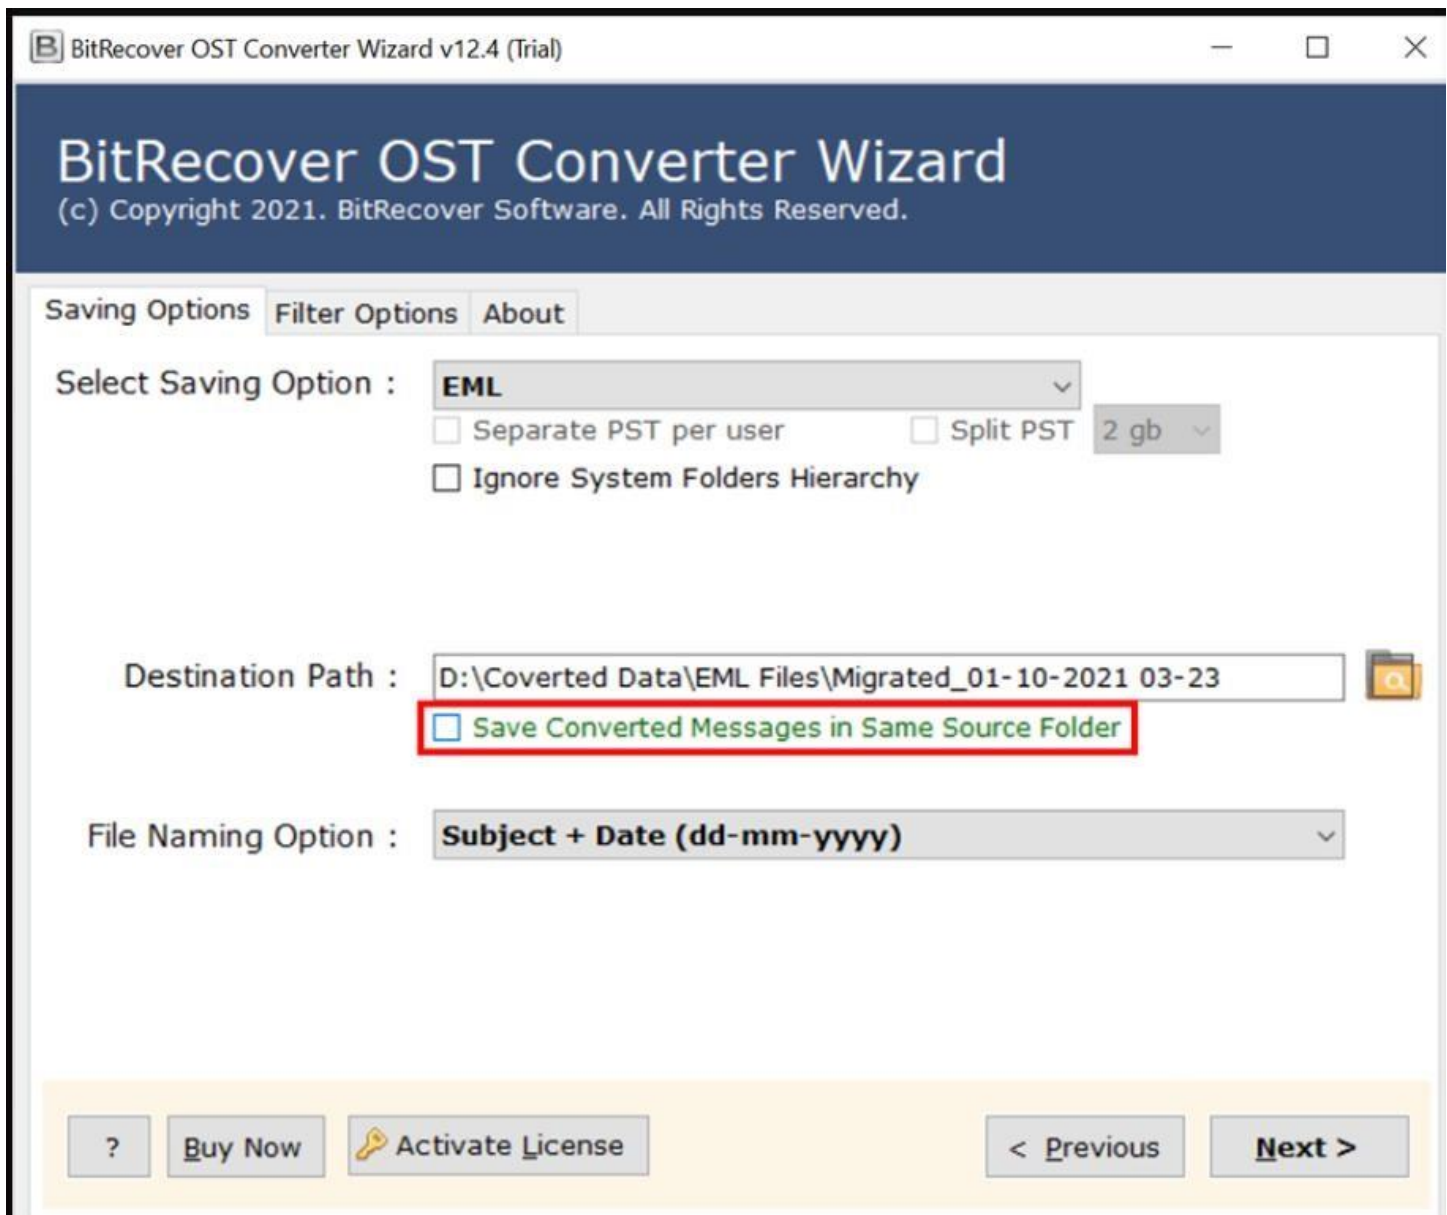 BitRecover OST Converter Wizard v12.4 (Trial)
BitRecover OST Converter Wizard
(c) Copyright 2021. BitRecover Software. All Rights Reserved.
Saving Options Filter Options About
Select Saving Option : EML
Separate PST per user Split PST 2 gb
Ignore System Folders Hierarchy
Destination Path : D:\Coverted Data\EML Files\Migrated_01-10-2021 03-23
Save Converted Messages in Same Source Folder
File Naming Option : Subject + Date (dd-mm-yyyy)
? Buy Now Activate License < Previous Next >